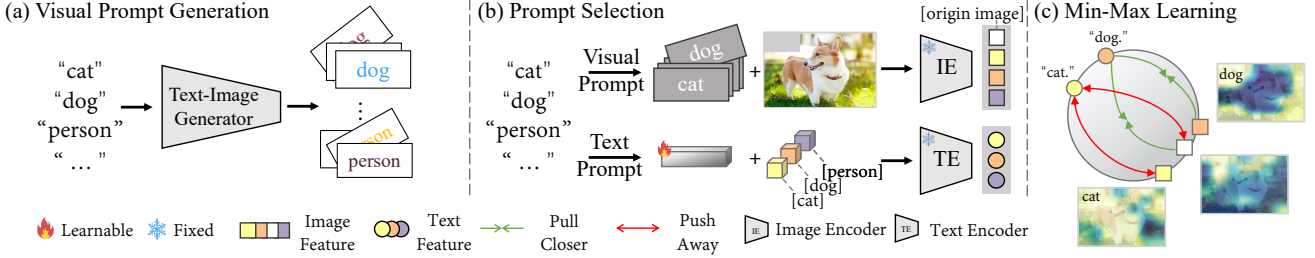 (a) Visual Prompt Generation
“cat”
“dog”
“person”
“ ... ”
Text-Image
Generator
dog
dog
person
person
(b) Prompt Selection
“cat”
“dog”
“person”
“ ... ”
Visual
Prompt
dog
cat
+
IE
[origin image]
Text
Prompt
+
[person]
[dog]
[cat]
TE
(c) Min-Max Learning
“dog.”
“cat.”
dog
cat
Learnable
Fixed
Image
Feature
Text
Feature
Pull
Closer
Push
Away
IE
Image Encoder
TE
Text Encoder